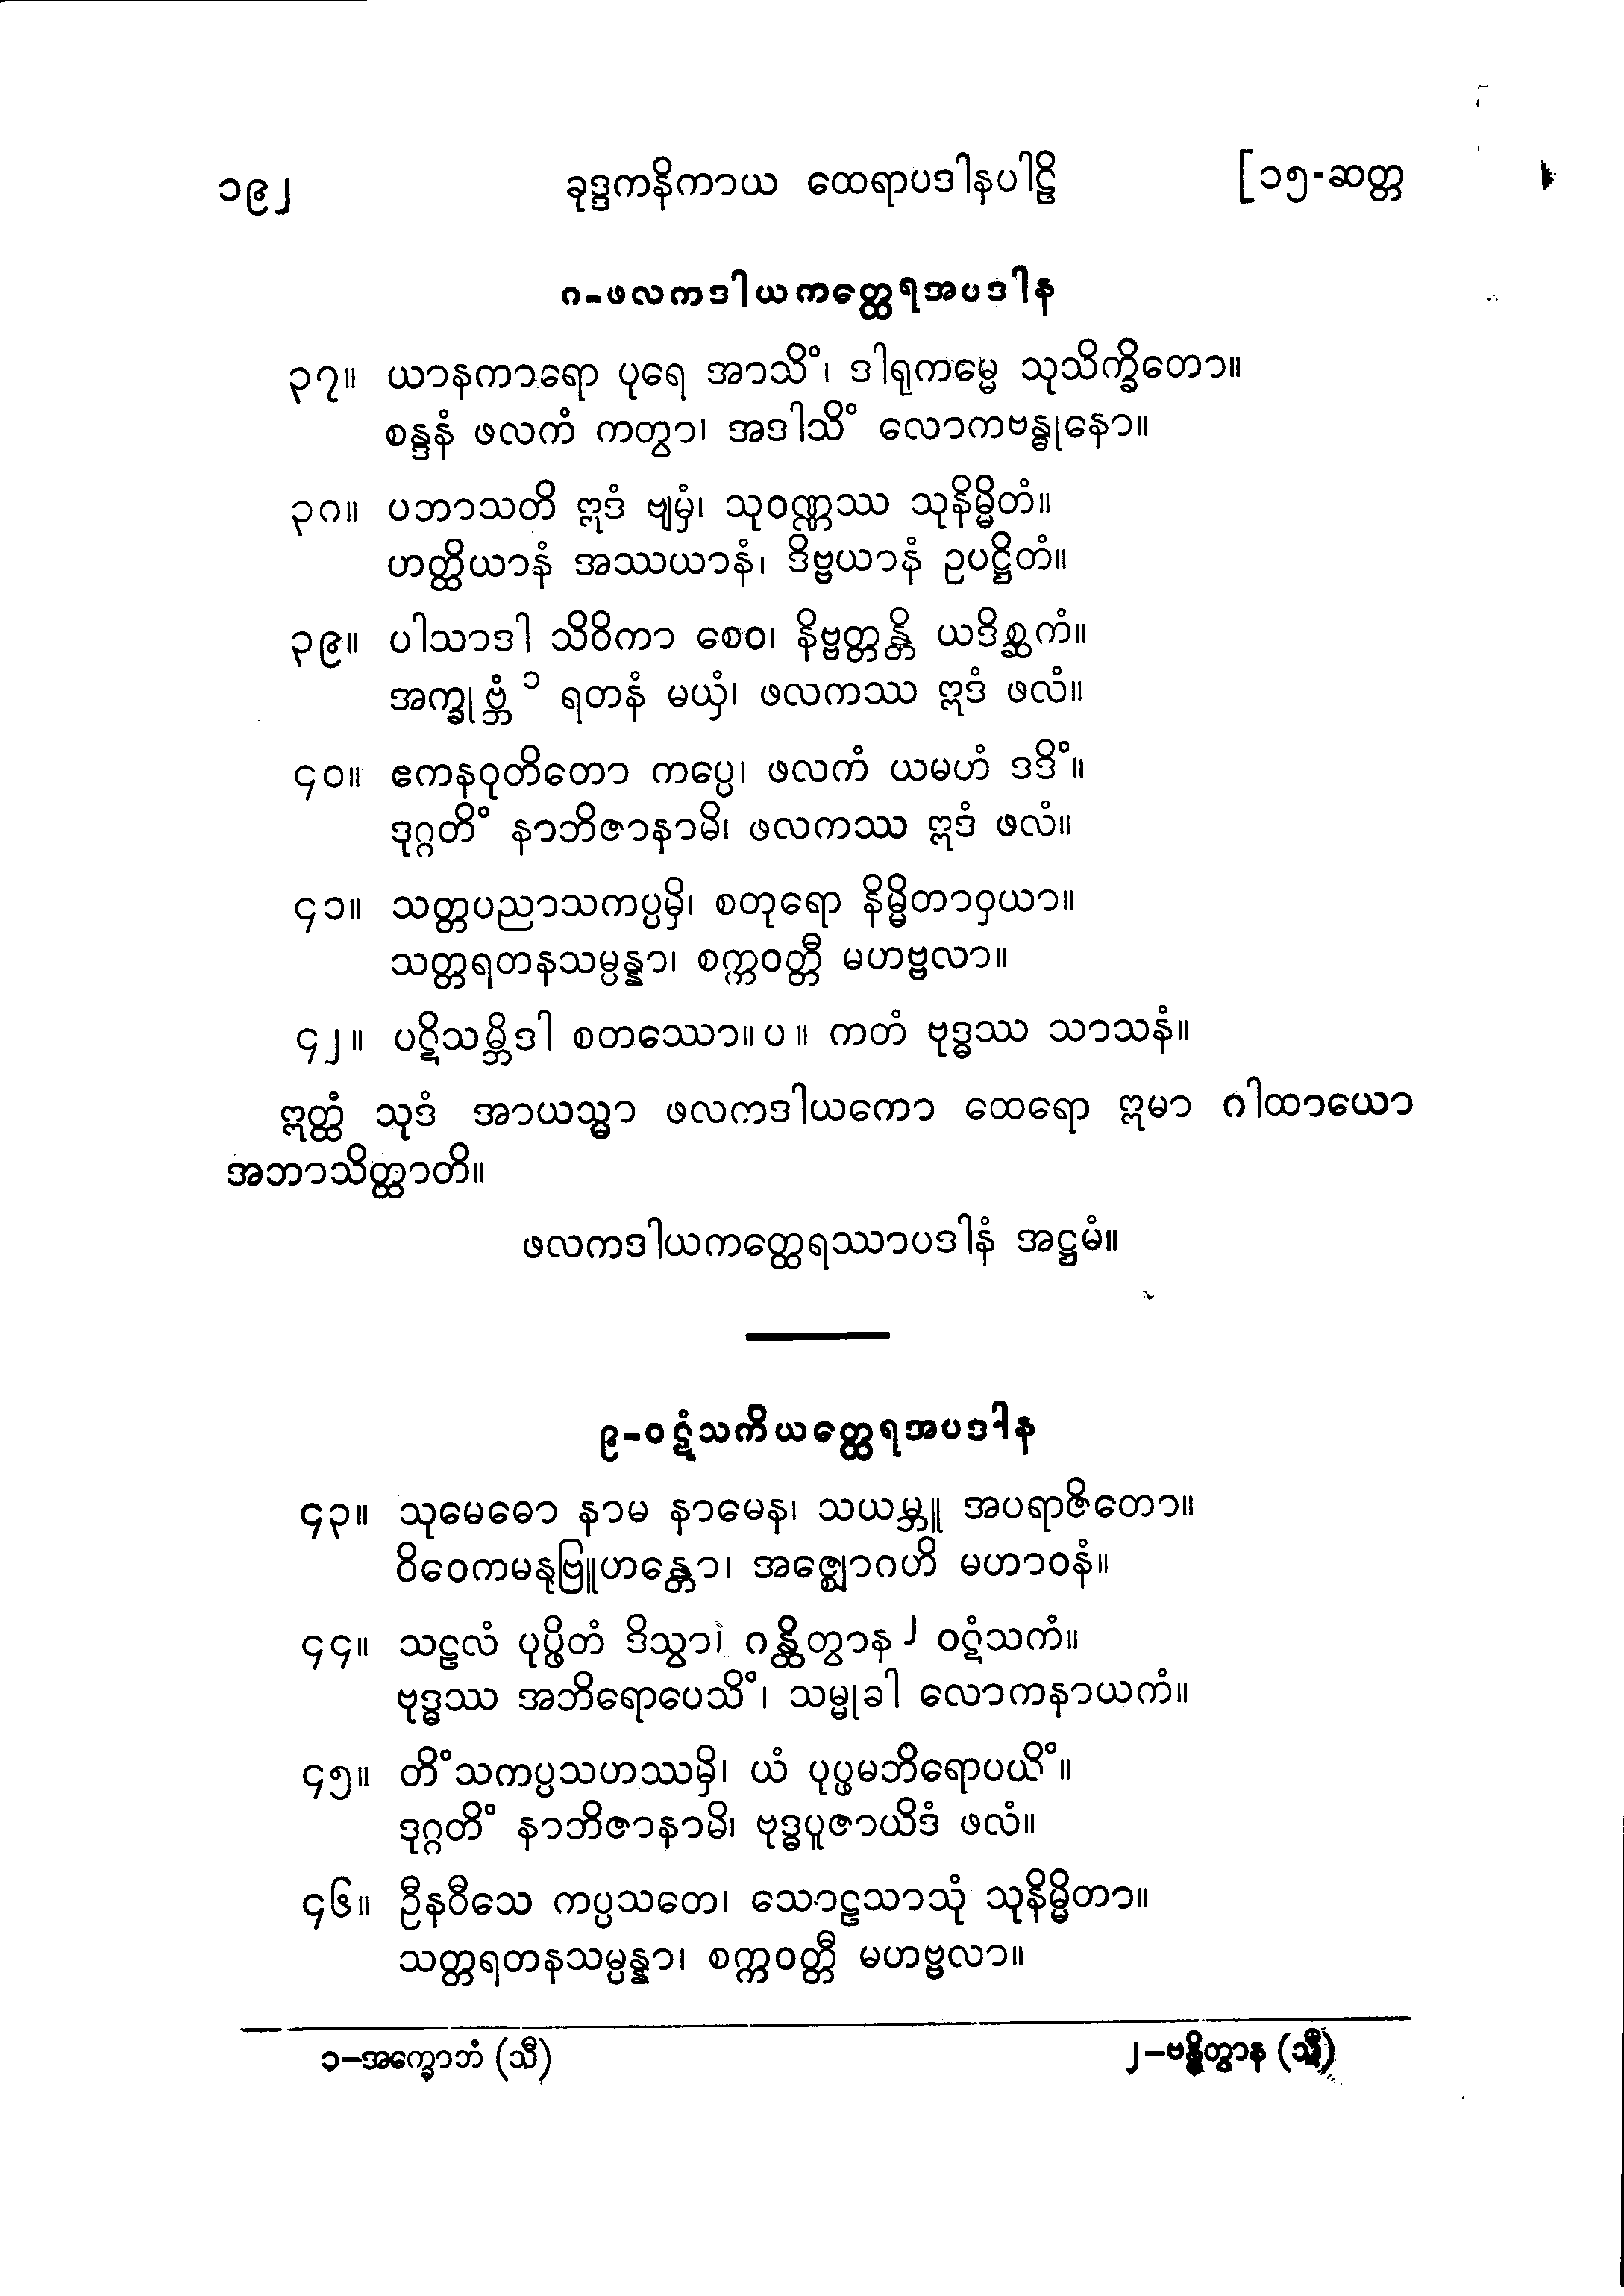 ၁၉၂ ခုဒ္ဒကနိကာယ ထေရာပဒါနပါဠိ [၁၅-ဆတ္တ
၈-ဖလကဒါယကတ္ထေရအပဒါန
၃၇။ ယာနကာရော ပုရေ အာသိံ၊ ဒါရုကမ္မေ သုသိက္ခိတော။
စန္ဒနံ ဖလကံ ကတွာ၊ အဒါသိံ လောကဗန္ဓုနော။
၃၈။ ပဘာသတိ ဣဒံ ဗျမှံ၊ သုဝဏ္ဏဿ သုနိမ္မိတံ။
ဟတ္ထိယာနံ အဿယာနံ၊ ဒိဗ္ဗယာနံ ဥပဋ္ဌိတံ။
၃၉။ ပါသာဒါ သိဝိကာ စေဝ၊ နိဗ္ဗတ္တန္တိ ယဒိစ္ဆကံ။
အက္ခုဗ္ဘံ ၁ ရတနံ မယှံ၊ ဖလကဿ ဣဒံ ဖလံ။
၄၀။ ဧကနဝုတိတော ကပ္ပေ၊ ဖလကံ ယမဟံ ဒဒိံ။
ဒုဂ္ဂတိံ နာဘိဇာနာမိ၊ ဖလကဿ ဣဒံ ဖလံ။
၄၁။ သတ္တပညာသကပ္ပမှိ၊ စတုရော နိမ္မိတာဝှယာ။
သတ္တရတနသမ္ပန္နာ၊ စက္ကဝတ္တီ မဟဗ္ဗလာ။
၄၂။ ပဋိသမ္ဘိဒါ စတဿော။ ပ ။ ကတံ ဗုဒ္ဓဿ သာသနံ။
ဣတ္ထံ သုဒံ အာယသ္မာ ဖလကဒါယကော ထေရော ဣမာ ဂါထာယော
အဘာသိတ္ထာတိ။
ဖလကဒါယကတ္ထေရဿာပဒါနံ အဋ္ဌမံ။
၉-ဝဋံသကိယတ္ထေရအပဒါန
၄၃။ သုမေဓော နာမ နာမေန၊ သယမ္ဘူ အပရာဇိတော။
ဝိဝေကမနုဗြူဟန္တော၊ အဇ္ဈောဂဟိ မဟာဝနံ။
၄၄။ သဠလံ ပုပ္ဖိတံ ဒိသွာ၊ ဂန္ထိတွာန ၂ ဝဋံသကံ။
ဗုဒ္ဓဿ အဘိရောပေသိံ၊ သမ္မုခါ လောကနာယကံ။
၄၅။ တိံသကပ္ပသဟဿမှိ၊ ယံ ပုပ္ဖမဘိရောပယိံ။
ဒုဂ္ဂတိံ နာဘိဇာနာမိ၊ ဗုဒ္ဓပူဇာယိဒံ ဖလံ။
၄၆။ ဦနဝီသေ ကပ္ပသတေ၊ သောဠသာသုံ သုနိမ္မိတာ။
သတ္တရတနသမ္ပန္နာ၊ စက္ကဝတ္တီ မဟဗ္ဗလာ။
၁-အက္ခောဘံ (သီ) ၂-ဗန္ဓိတွာန (သီ)